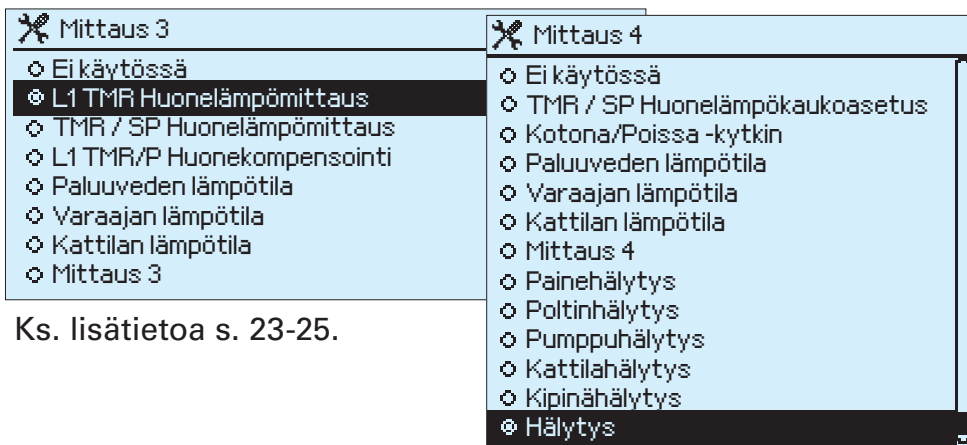 Mittaus 3
Ei käytössä
L1 TMR Huonelämpömittaus
TMR / SP Huonelämpömittaus
L1 TMR/P Huonekompensointi
Paluuveden lämpötila
Varaajan lämpötila
Kattilan lämpötila
Mittaus 3
Ks. lisätietoa s. 23-25.
Mittaus 4
Ei käytössä
TMR / SP Huonelämpökaukoasetus
Kotona/Poissa -kytkin
Paluuveden lämpötila
Varaajan lämpötila
Kattilan lämpötila
Mittaus 4
Painehälytys
Poltinhälytys
Pumppuhälytys
Kattilahälytys
Kipinähälytys
Hälytys